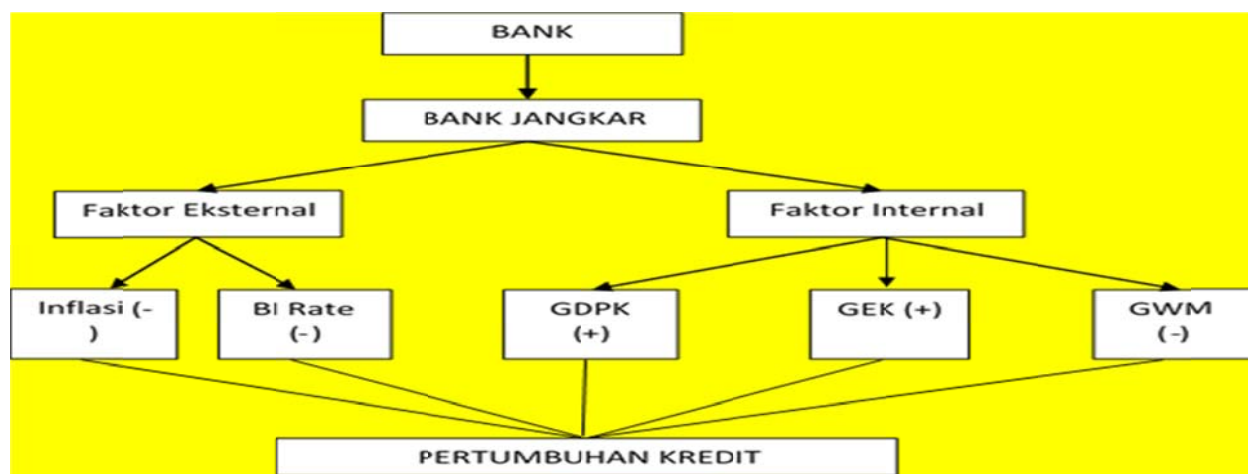 BANK
BANK JANGKAR
Faktor Eksternal
Faktor Internal
Inflasi (-
)
BI Rate
(-)
GDPK
(+)
GEK (+)
GWM
(-)
PERTUMBUHAN KREDIT